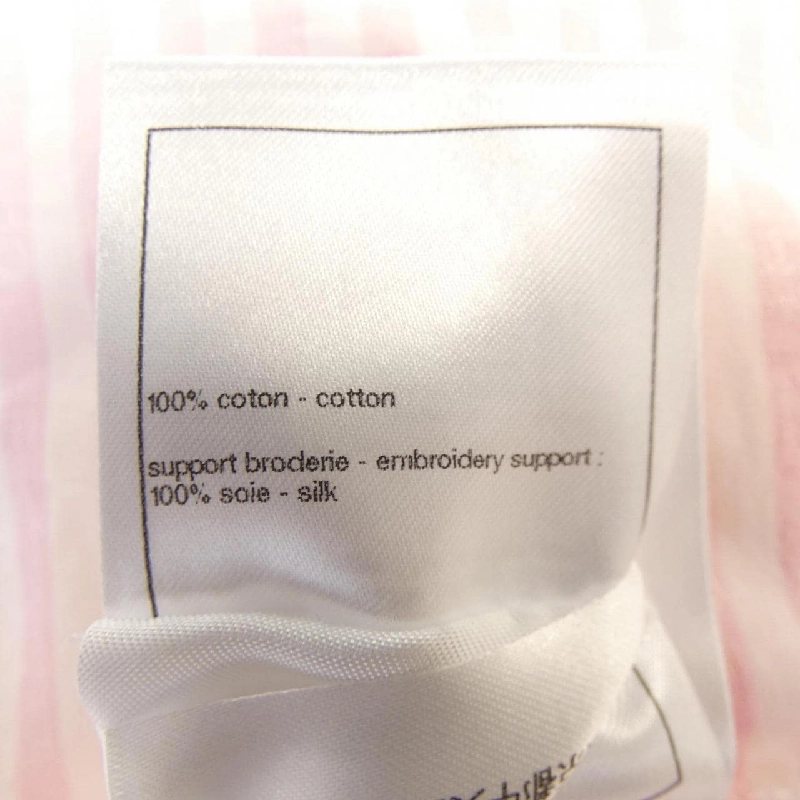 100% coton - cotton
support broderie - embroidery support :
100% soie - silk